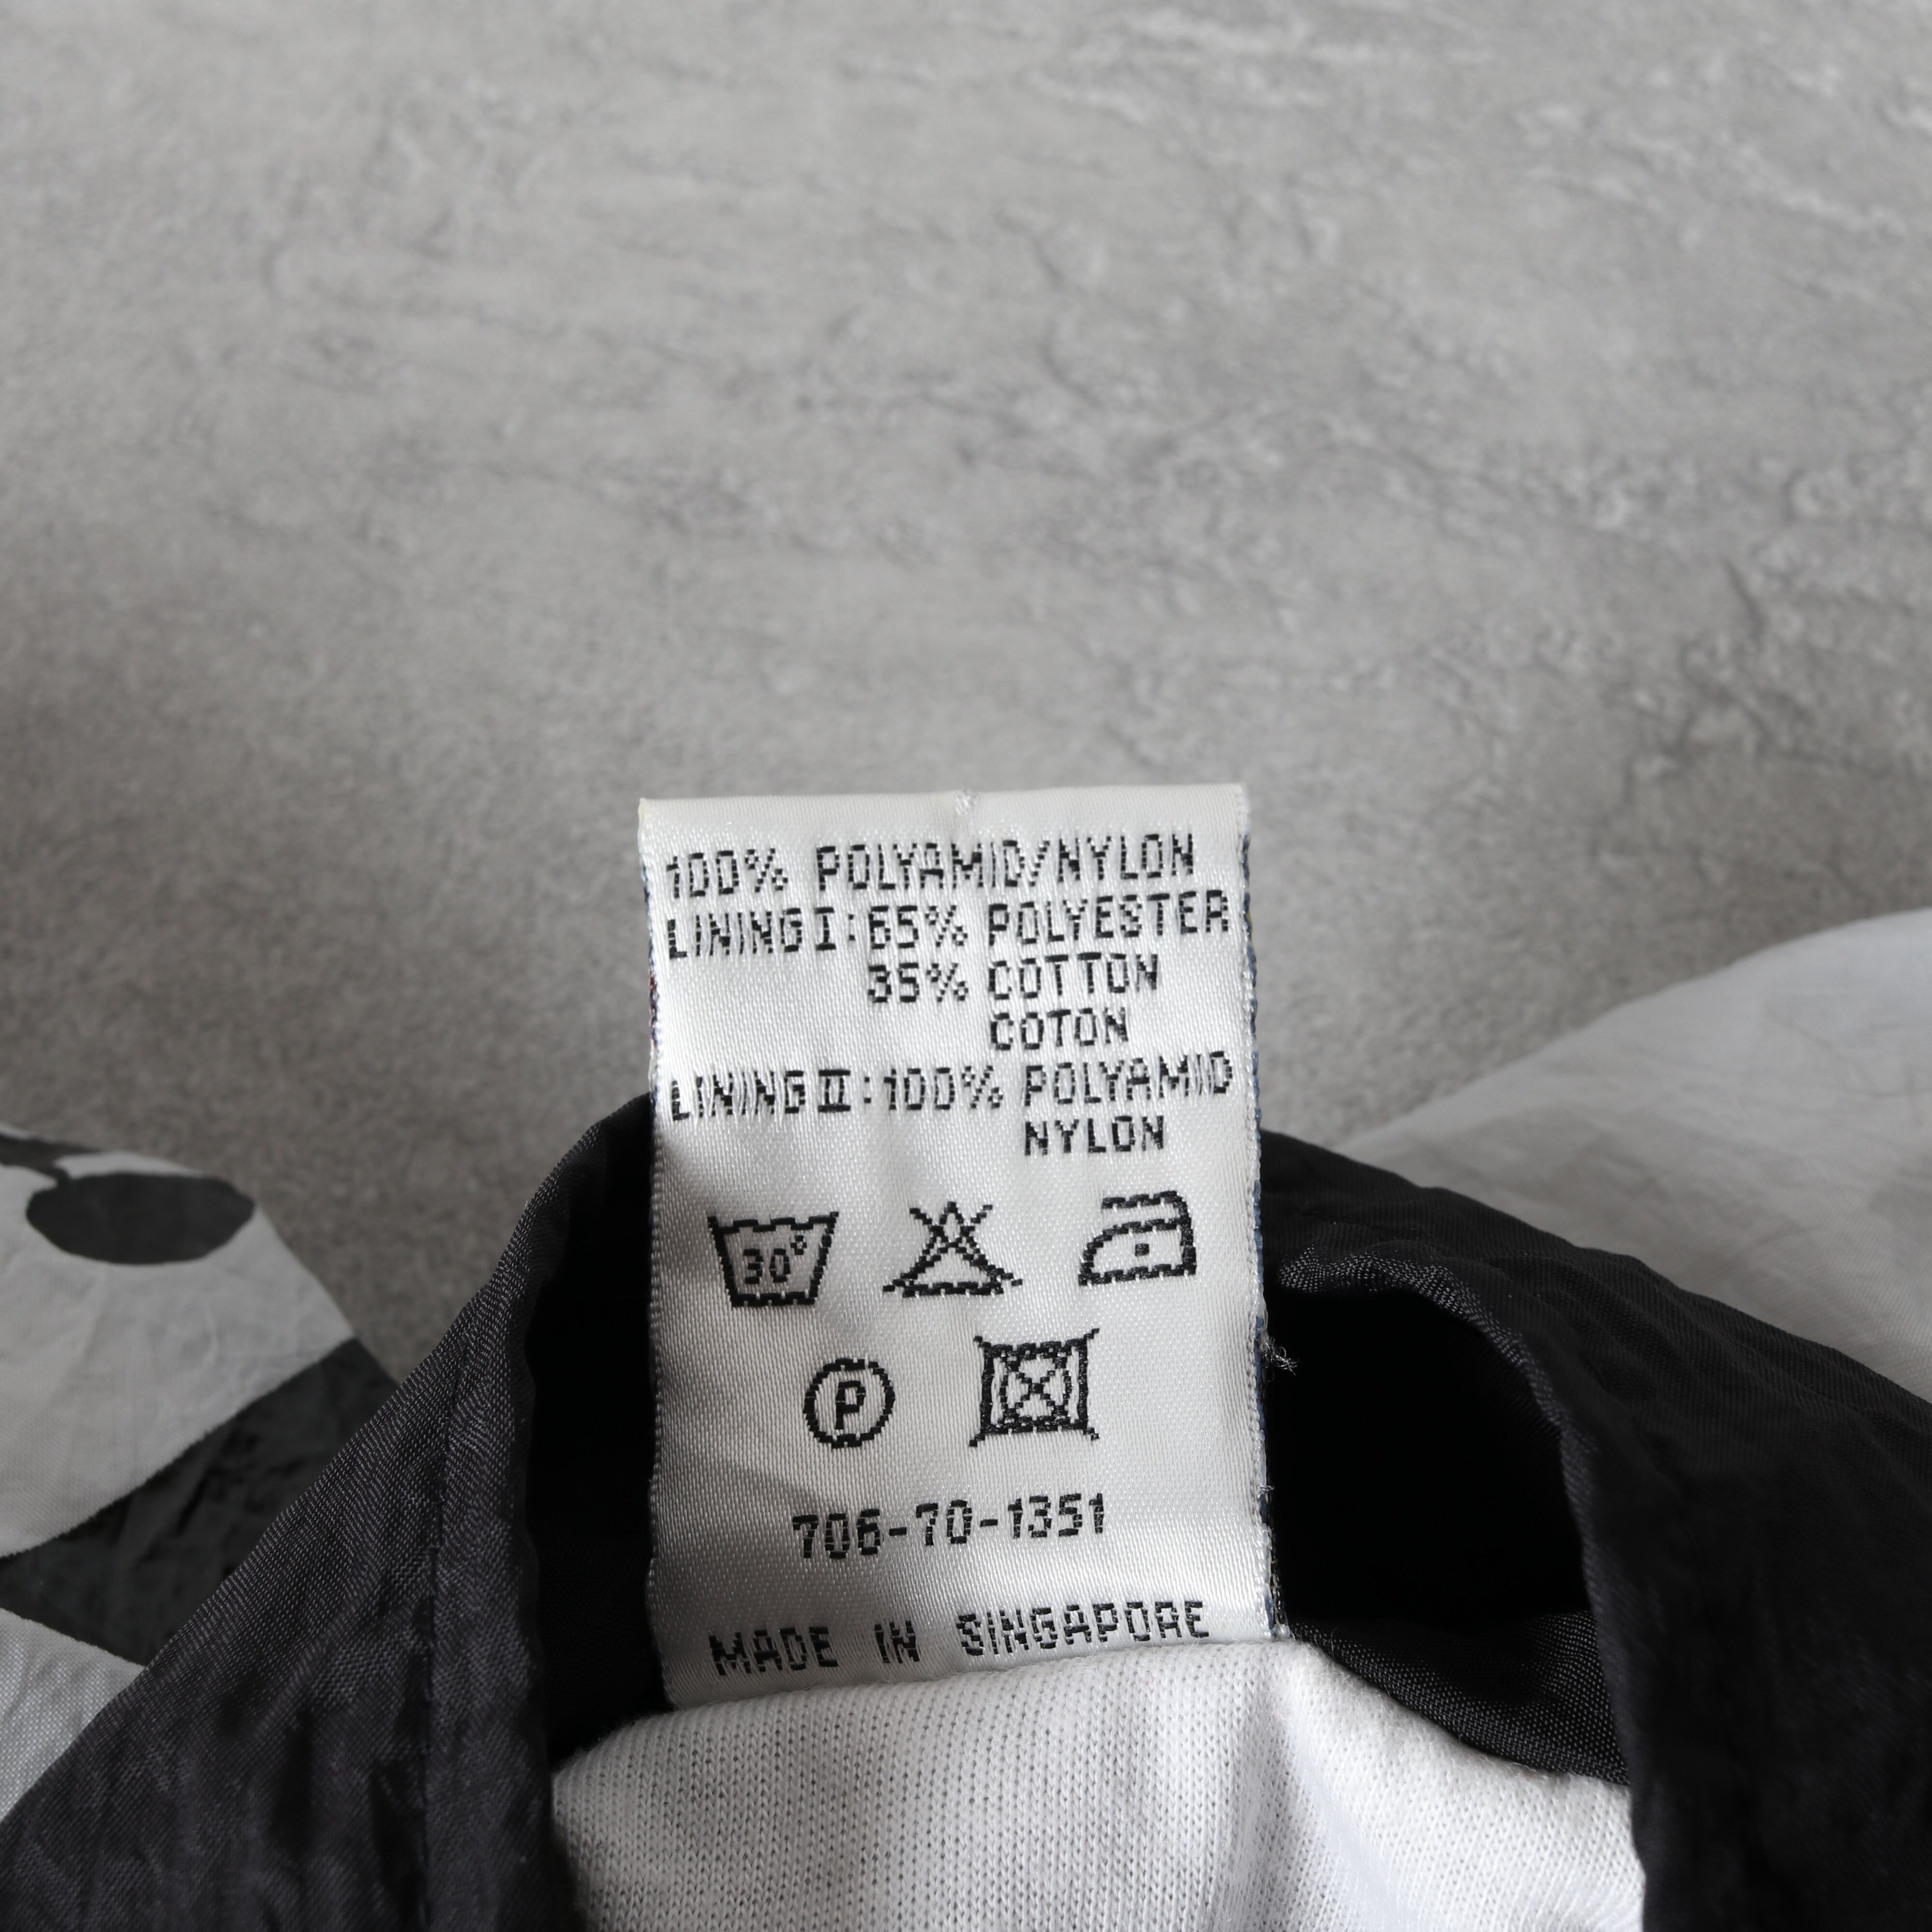 100% POLYAMID/NYLON
LINING I: 65% POLYESTER
35% COTTON
COTON
LINING II: 100% POLYAMID
NYLON
30°
P
706-70-1351
MADE IN SINGAPORE